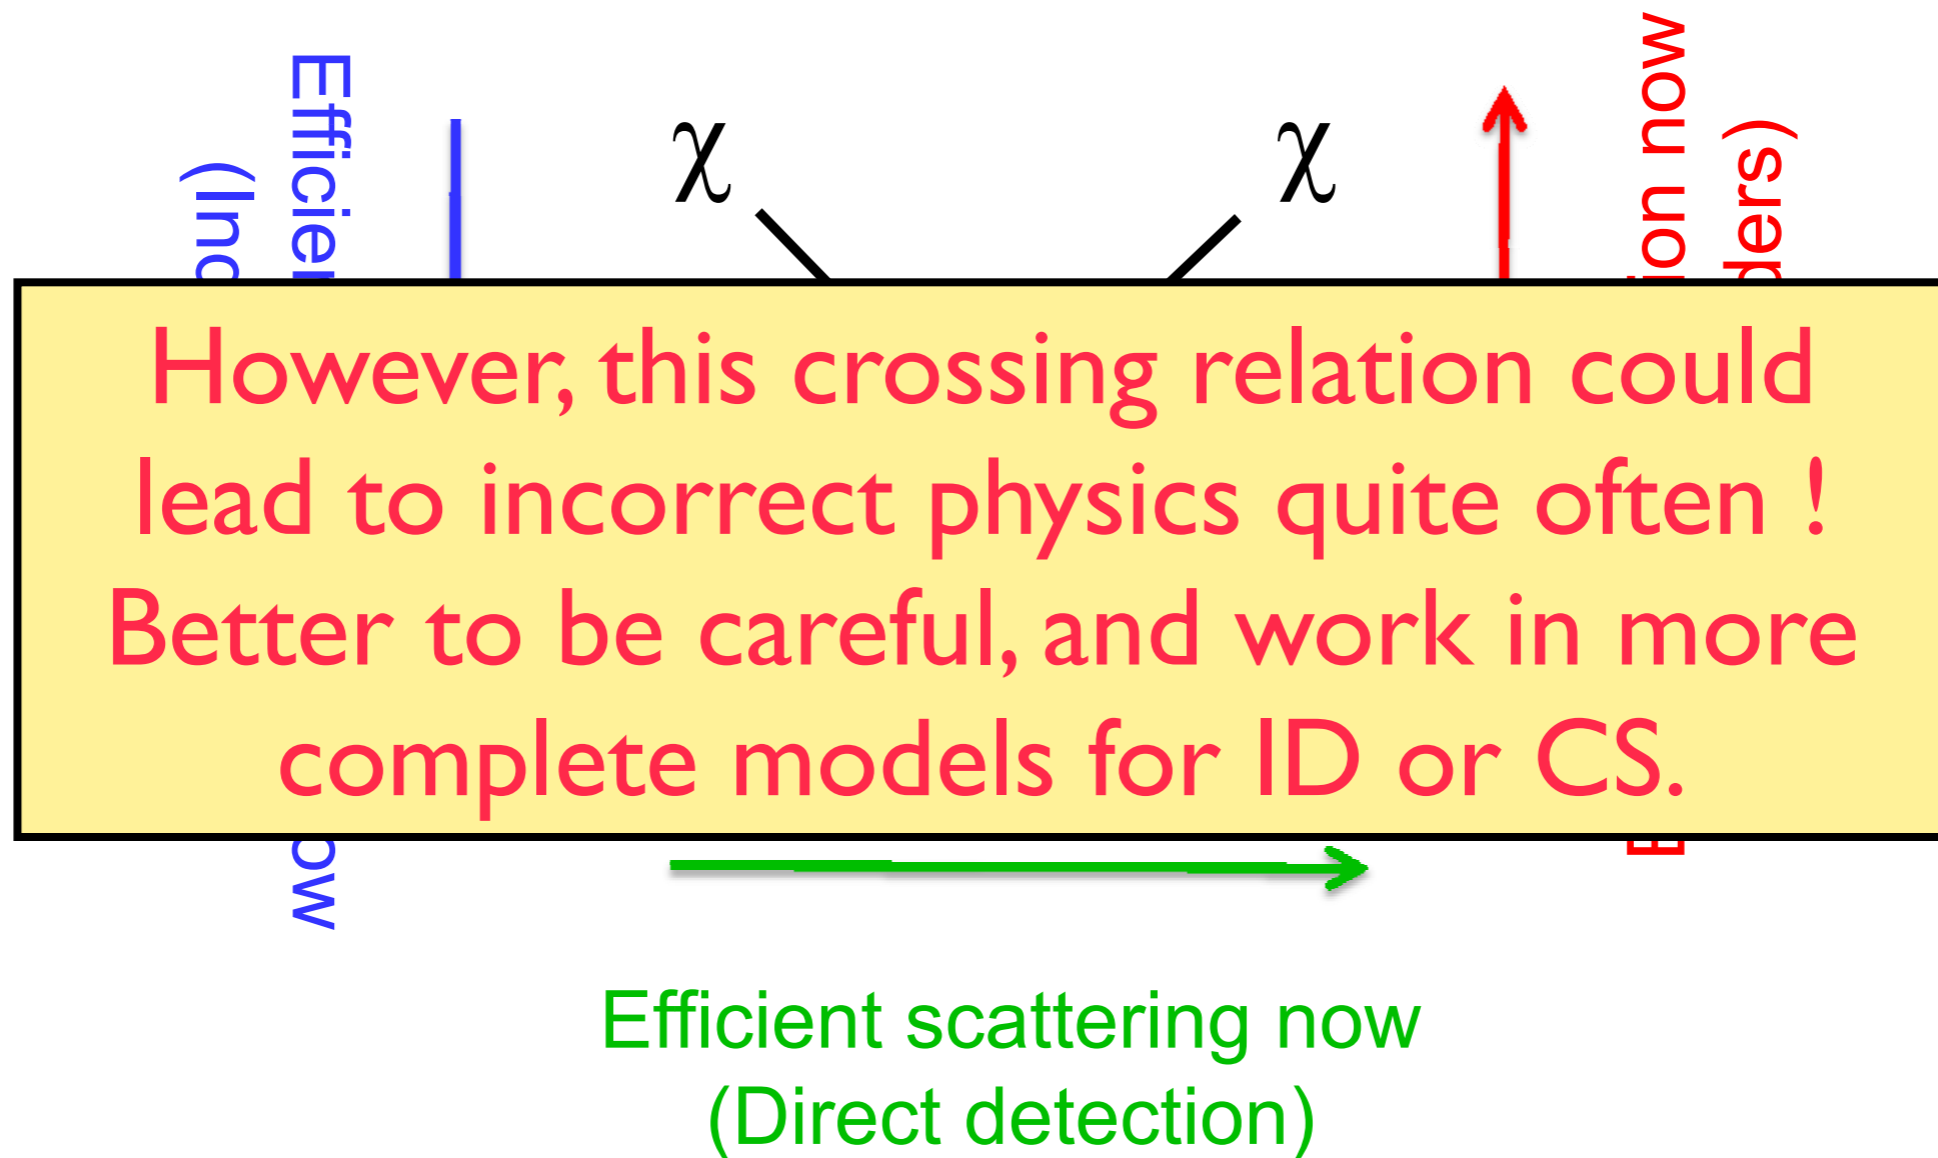 χ
χ
However, this crossing relation could
lead to incorrect physics quite often !
Better to be careful, and work in more
complete models for ID or CS.
now
Efficient scattering now
(Direct detection)